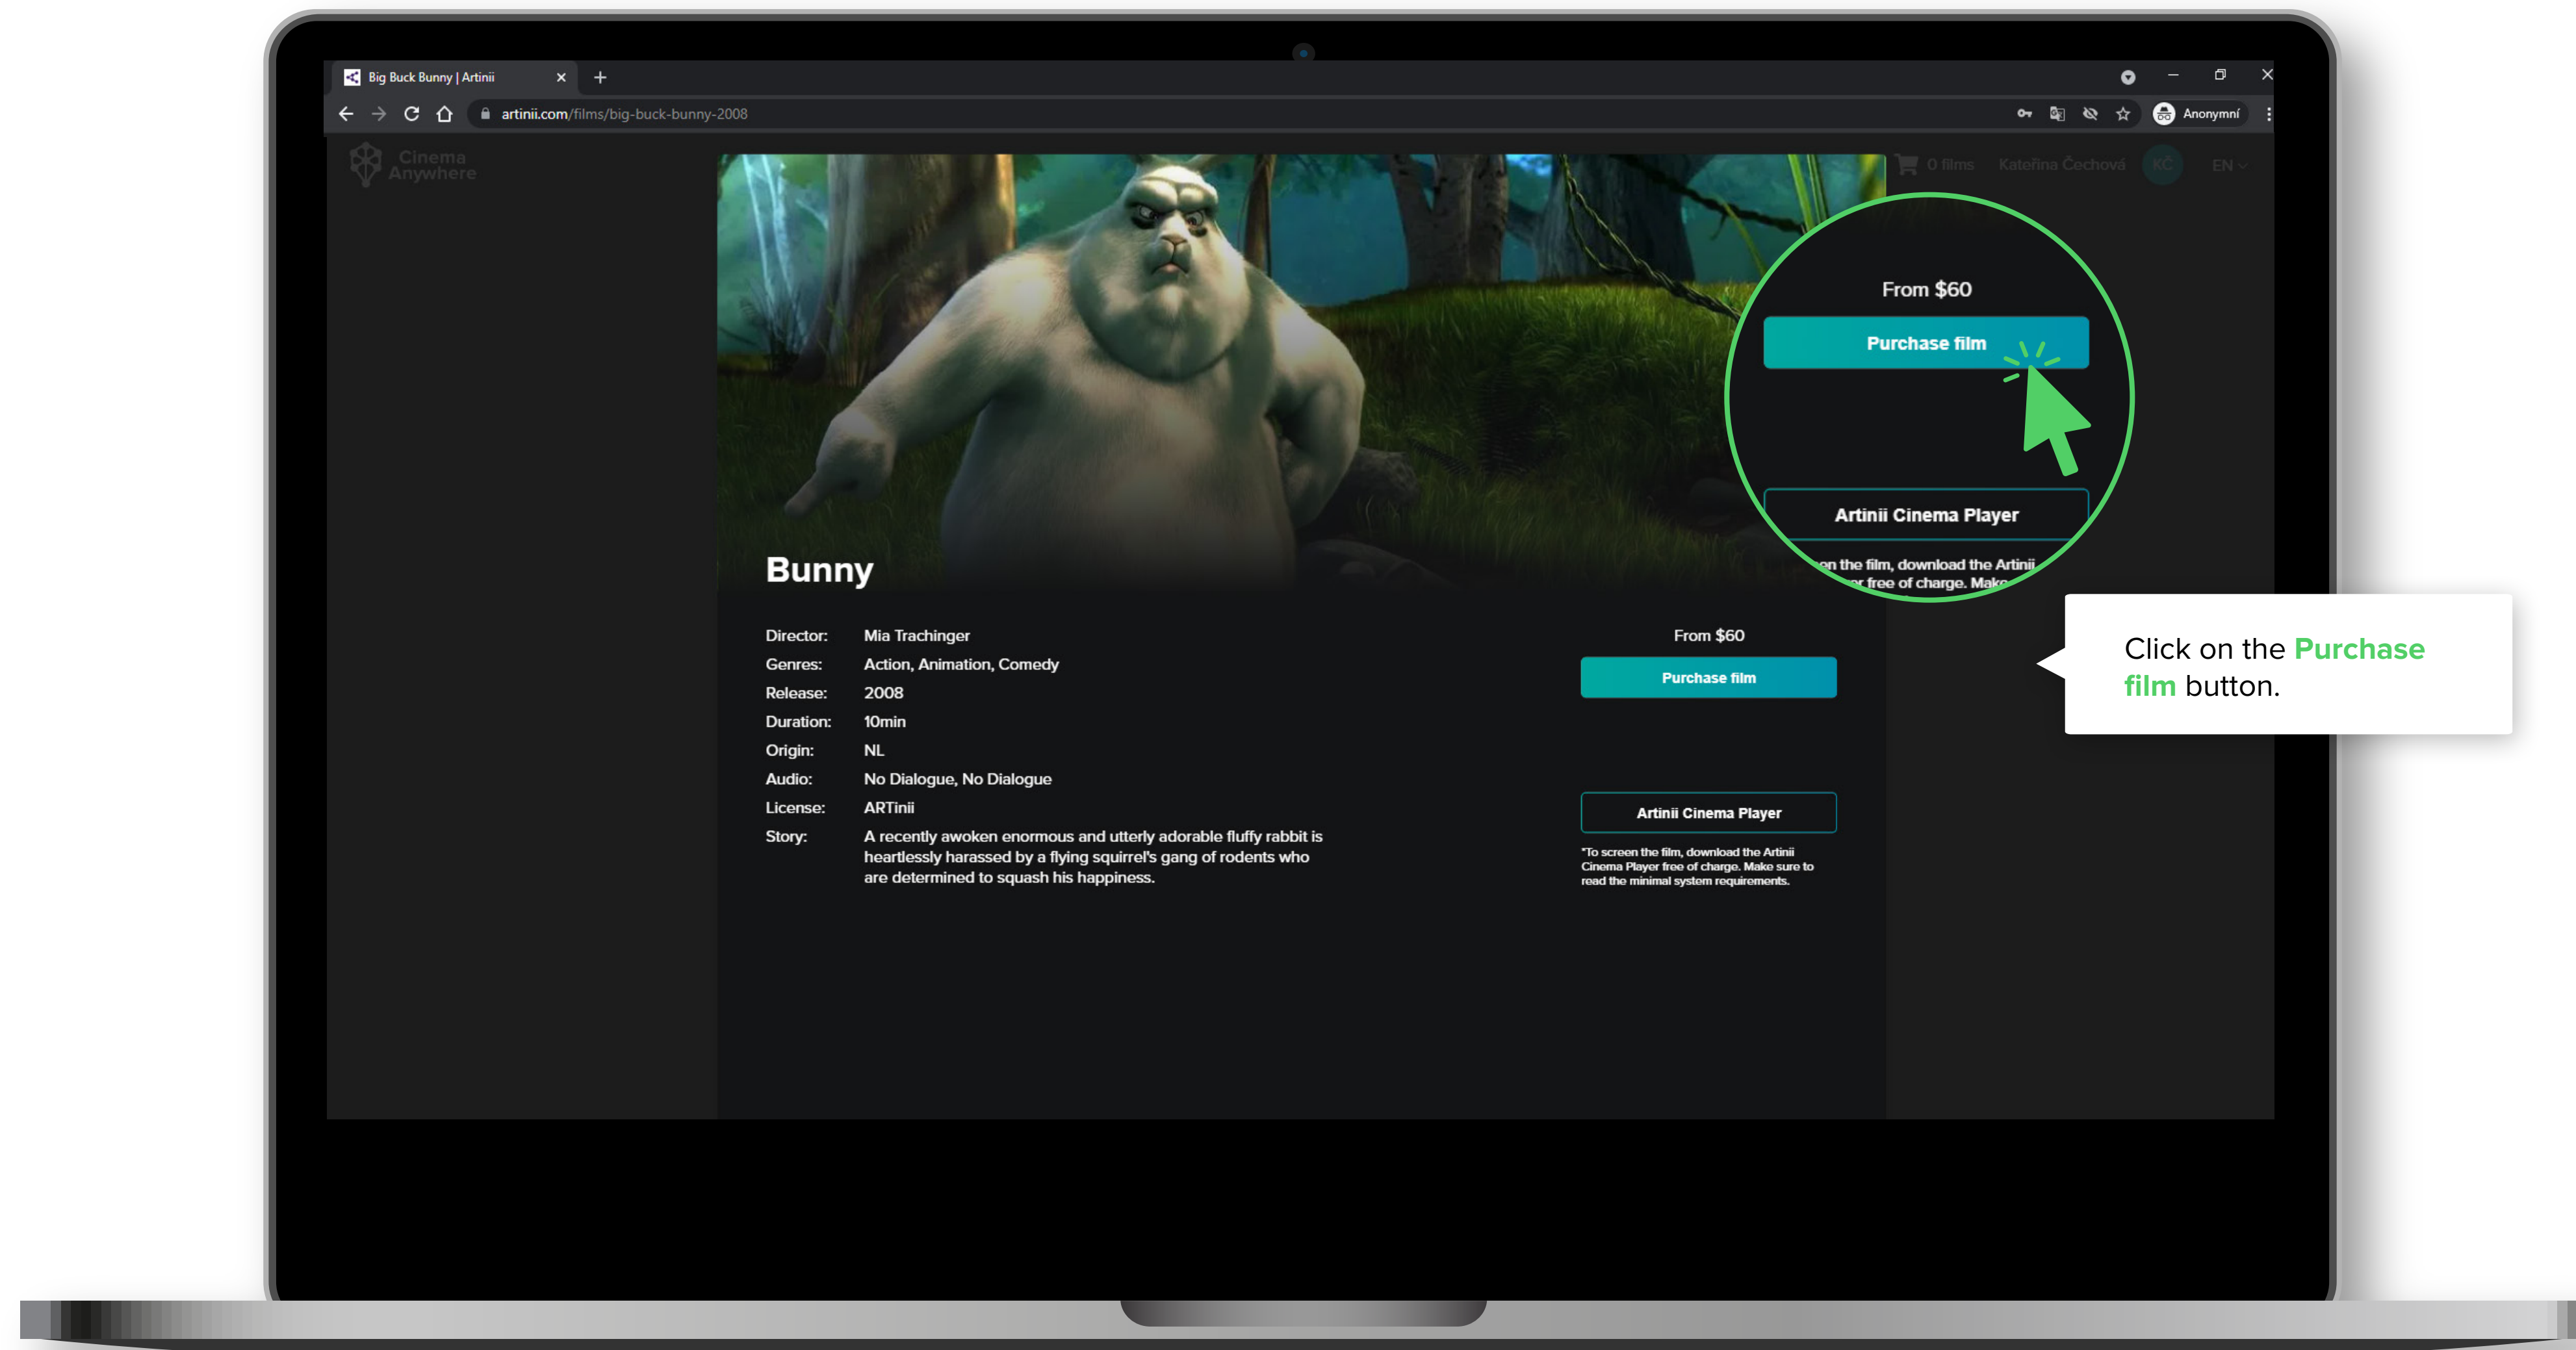 Big Buck Bunny | Artinii
artinii.com/films/big-buck-bunny-2008
Anonymní
Cinema
Anywhere
0 films
Kateřina Čechová
KČ
EN
From $60
Purchase film
Artinii Cinema Player
en the film, download the Artinii
er free of charge. Make
Click on the Purchase
film button.
Bunny
Director: Mia Trachinger
Genres: Action, Animation, Comedy
Release: 2008
Duration: 10min
Origin: NL
Audio: No Dialogue, No Dialogue
License: ARTinii
Story: A recently awoken enormous and utterly adorable fluffy rabbit is
heartlessly harassed by a flying squirrel's gang of rodents who
are determined to squash his happiness.
From $60
Purchase film
Artinii Cinema Player
*To screen the film, download the Artinii
Cinema Player free of charge. Make sure to
read the minimal system requirements.